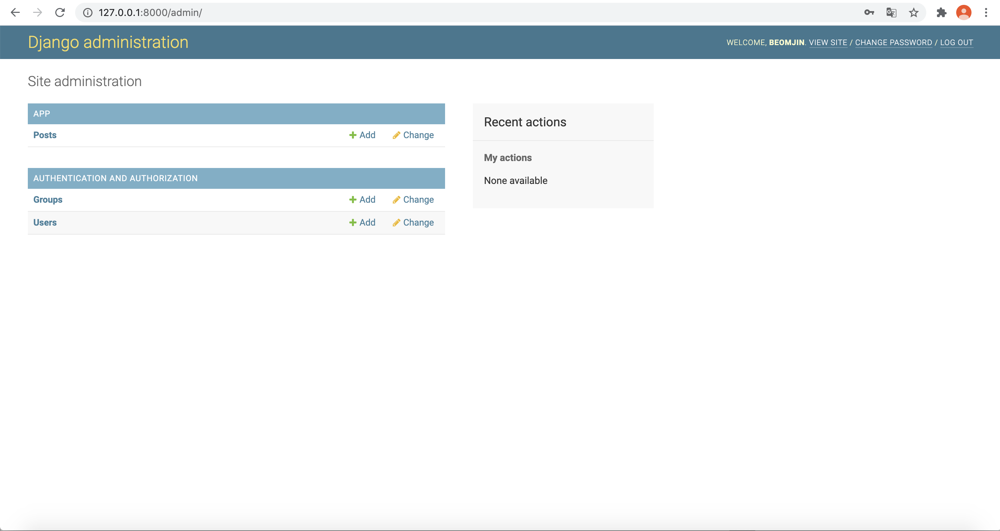 127.0.0.1:8000/admin/
Django administration
WELCOME, BEOMJIN. VIEW SITE / CHANGE PASSWORD / LOG OUT
Site administration
APP
Posts Add Change
AUTHENTICATION AND AUTHORIZATION
Groups Add Change
Users Add Change
Recent actions
My actions
None available